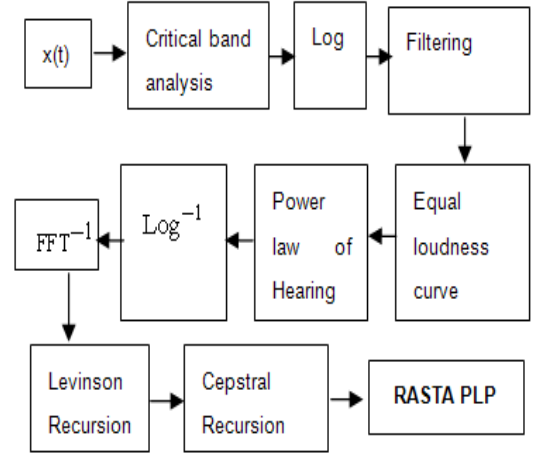 x(t)
Critical band
analysis
Log
Filtering
Equal
loudness
curve
Power
law of
Hearing
Log⁻¹
FFT⁻¹
Levinson
Recursion
Cepstral
Recursion
RASTA PLP